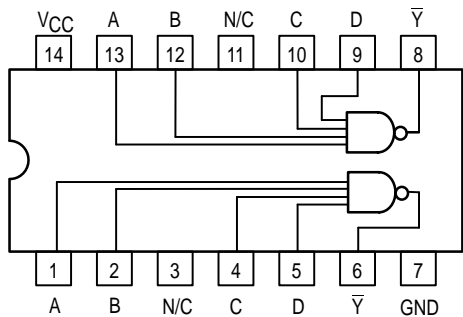 VCC A B N/C C D Y̅
14 13 12 11 10 9 8
1 2 3 4 5 6 7
A B N/C C D Y̅ GND